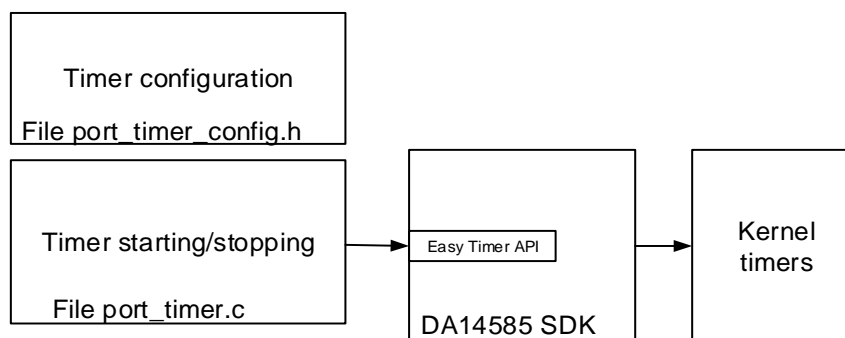 Timer configuration
File port_timer_config.h
Timer starting/stopping
File port_timer.c
Easy Timer API
DA14585 SDK
Kernel
timers